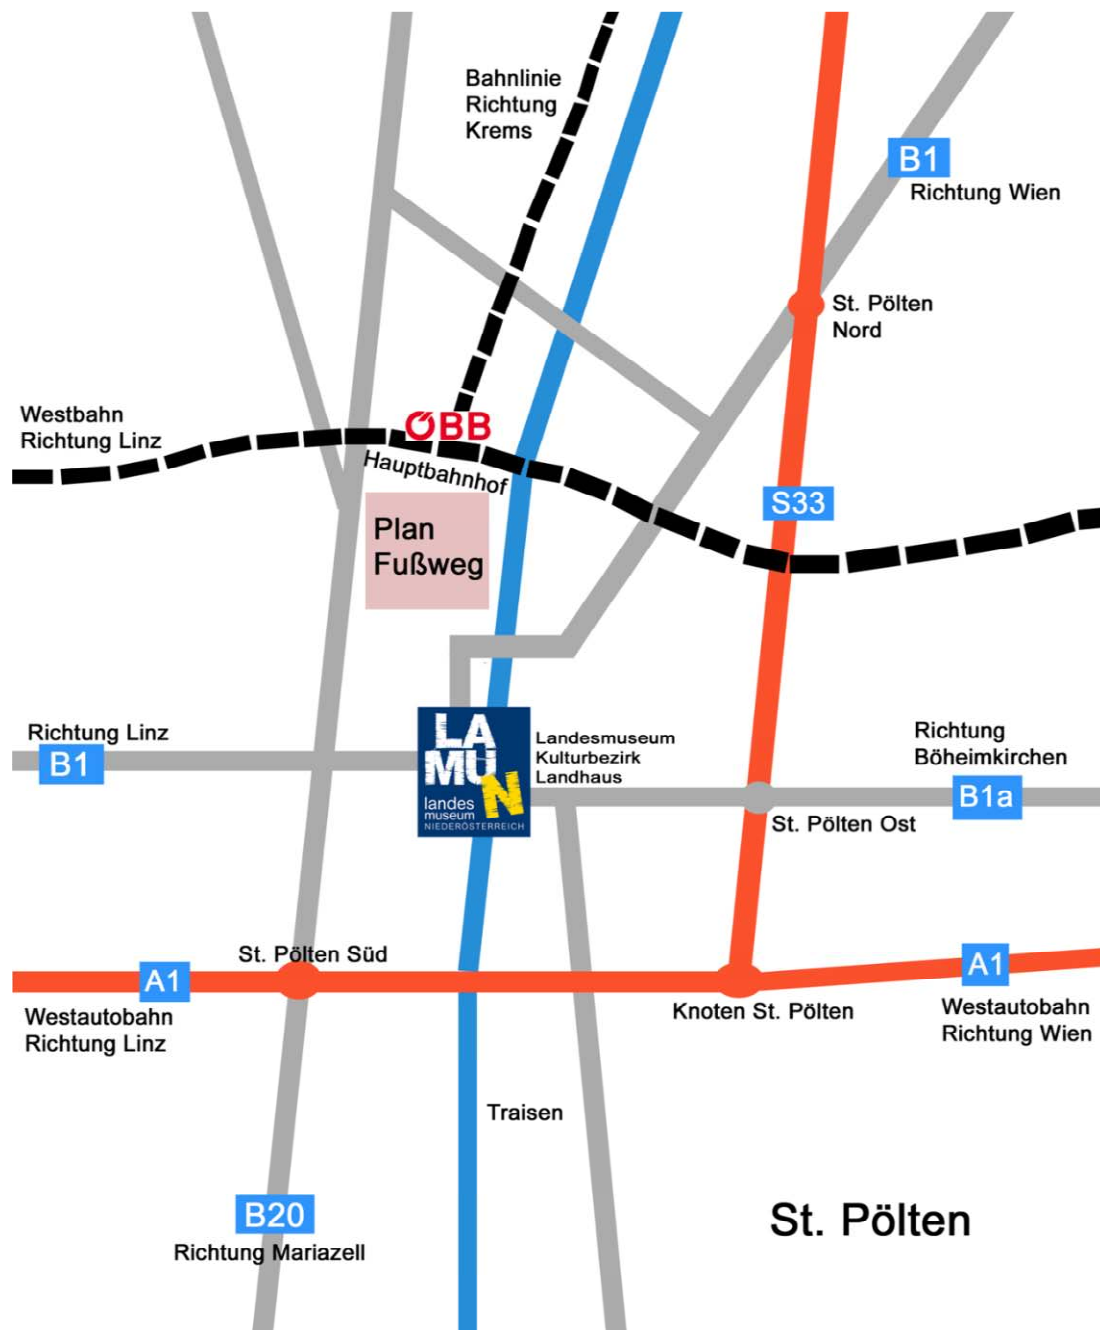 Bahnlinie
Richtung
Krems
B1
Richtung Wien
St. Pölten
Nord
Westbahn
Richtung Linz
ÖBB
Hauptbahnhof
S33
Plan
Fußweg
Richtung Linz
B1
LA
MU
N
landes
museum
NIEDERÖSTERREICH
Landesmuseum
Kulturbezirk
Landhaus
Richtung
Böheimkirchen
B1a
St. Pölten Ost
St. Pölten Süd
A1
Westautobahn
Richtung Linz
Knoten St. Pölten
A1
Westautobahn
Richtung Wien
Traisen
B20
Richtung Mariazell
St. Pölten